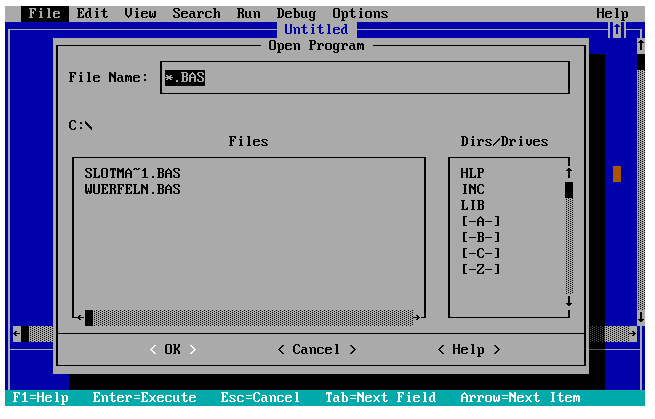 File Edit View Search Run Debug Options Help
Untitled
Open Program
File Name: *.BAS
C:\
Files Dirs/Drives
SLOTMA~1.BAS
WUERFELN.BAS
HLP
INC
LIB
[-A-]
[-B-]
[-C-]
[-Z-]
< OK > < Cancel > < Help >
F1=Help Enter=Execute Esc=Cancel Tab=Next Field Arrow=Next Item